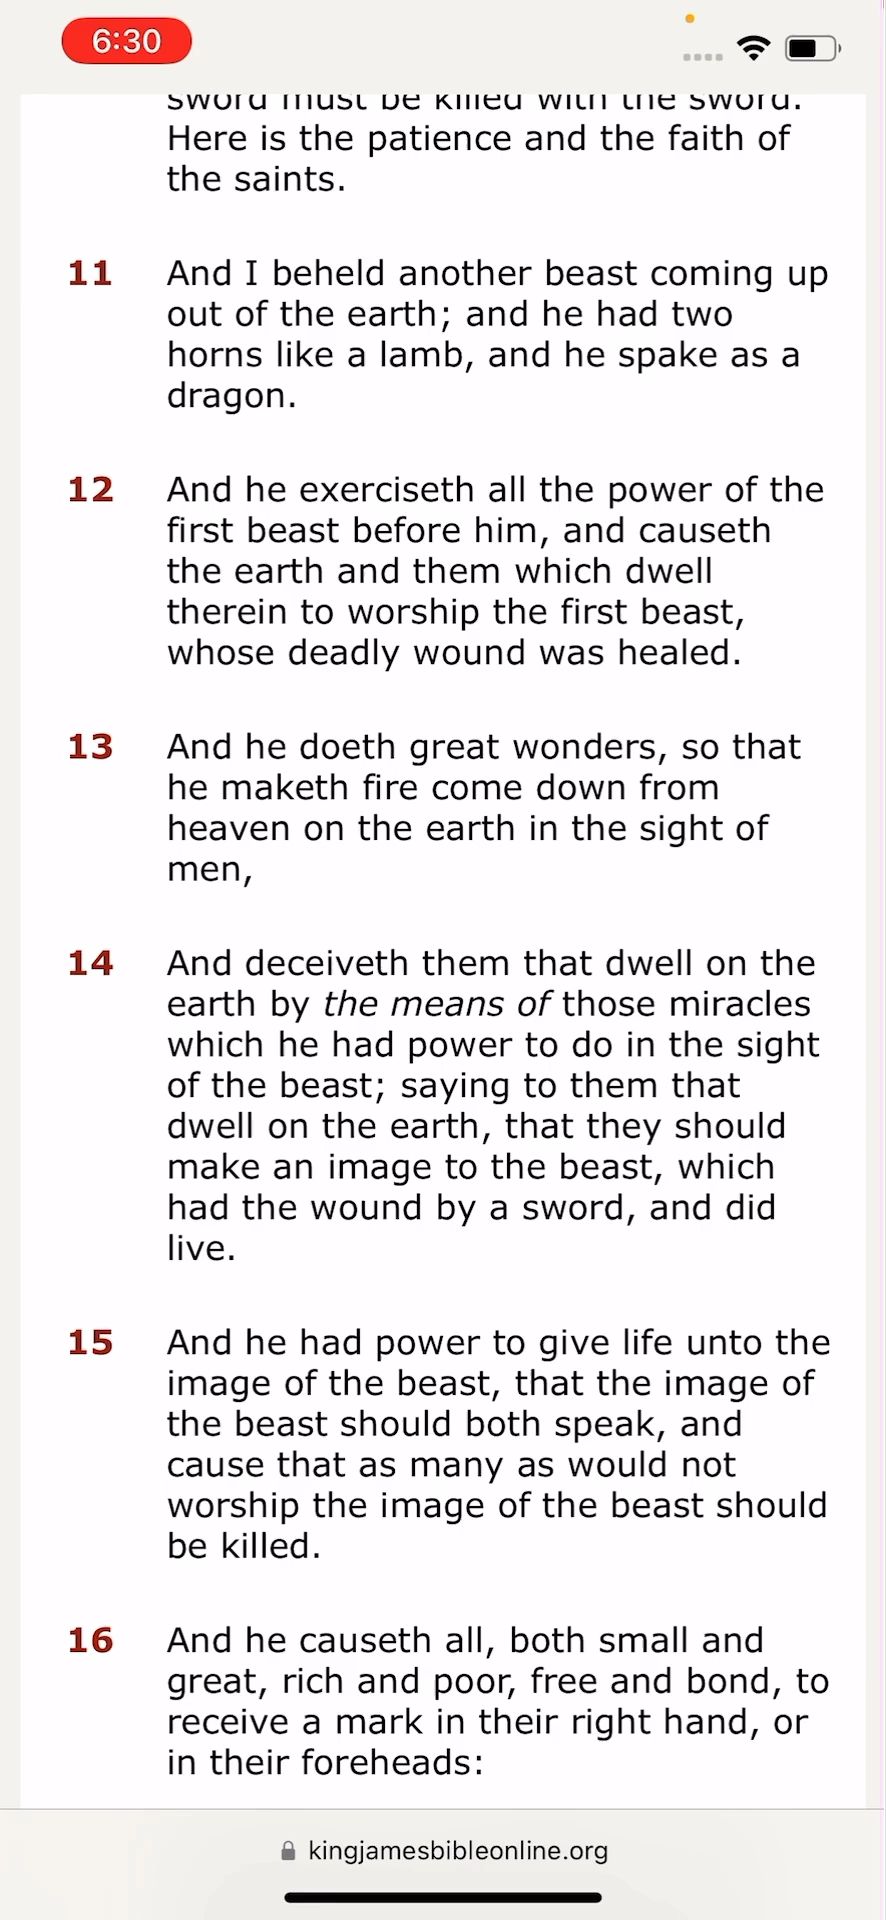 6:30
sword must be killed with the sword.
Here is the patience and the faith of
the saints.
11 And I beheld another beast coming up
out of the earth; and he had two
horns like a lamb, and he spake as a
dragon.
12 And he exerciseth all the power of the
first beast before him, and causeth
the earth and them which dwell
therein to worship the first beast,
whose deadly wound was healed.
13 And he doeth great wonders, so that
he maketh fire come down from
heaven on the earth in the sight of
men,
14 And deceiveth them that dwell on the
earth by the means of those miracles
which he had power to do in the sight
of the beast; saying to them that
dwell on the earth, that they should
make an image to the beast, which
had the wound by a sword, and did
live.
15 And he had power to give life unto the
image of the beast, that the image of
the beast should both speak, and
cause that as many as would not
worship the image of the beast should
be killed.
16 And he causeth all, both small and
great, rich and poor, free and bond, to
receive a mark in their right hand, or
in their foreheads:
kingjamesbibleonline.org